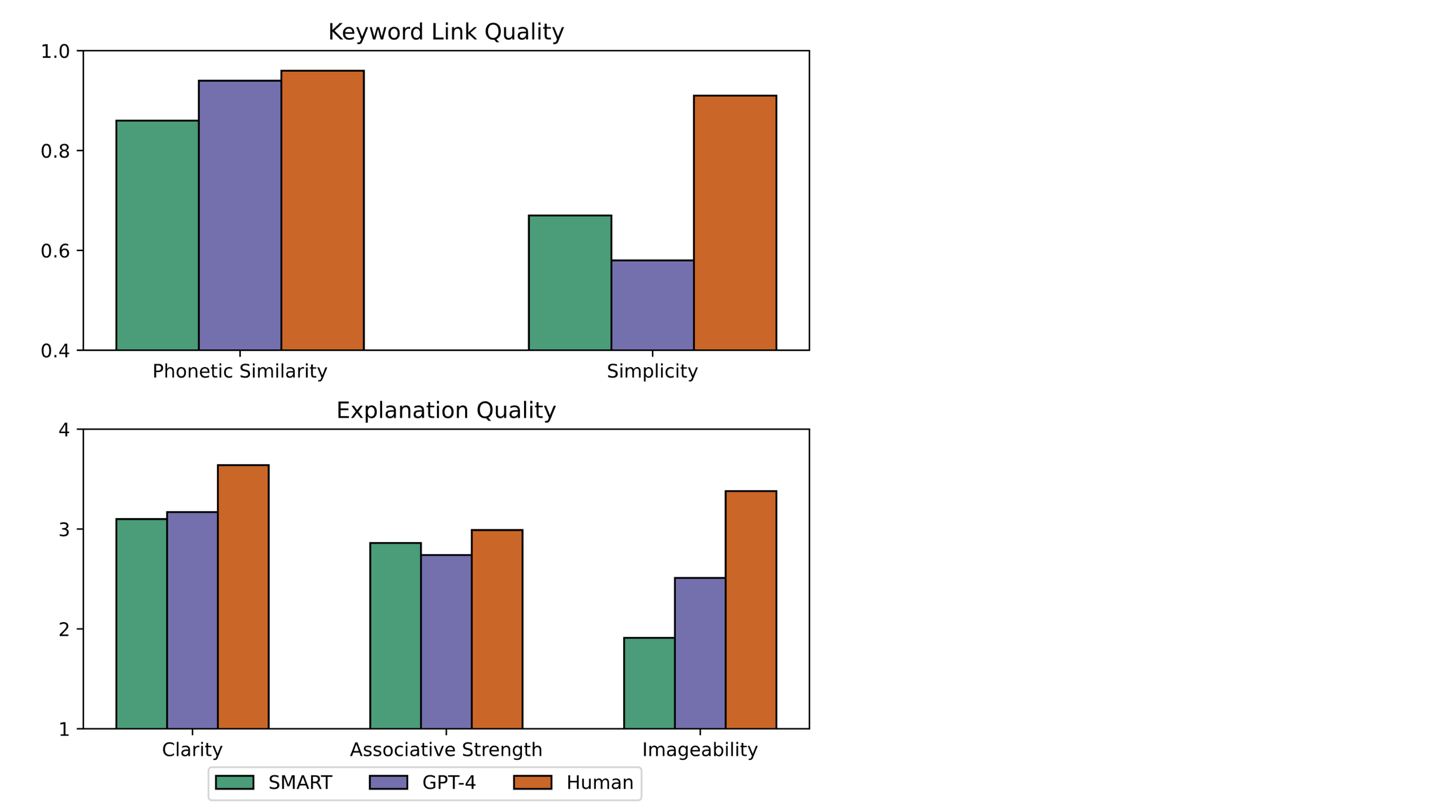 Keyword Link Quality
1.0
0.8
0.6
0.4
Phonetic Similarity Simplicity
Explanation Quality
4
3
2
1
Clarity Associative Strength Imageability
SMART GPT-4 Human